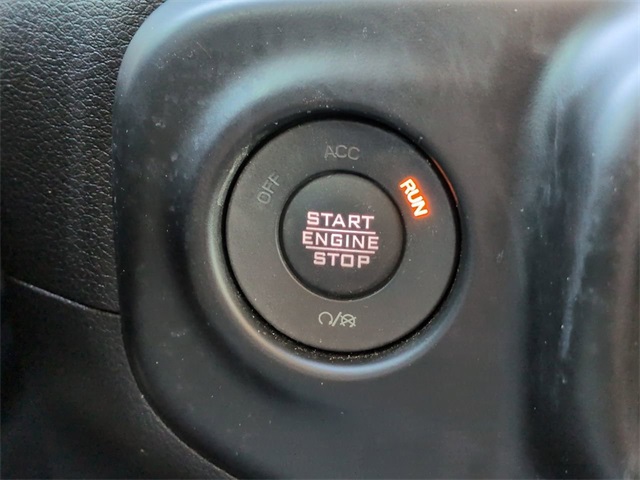 OFF
ACC
RUN
START
ENGINE
STOP